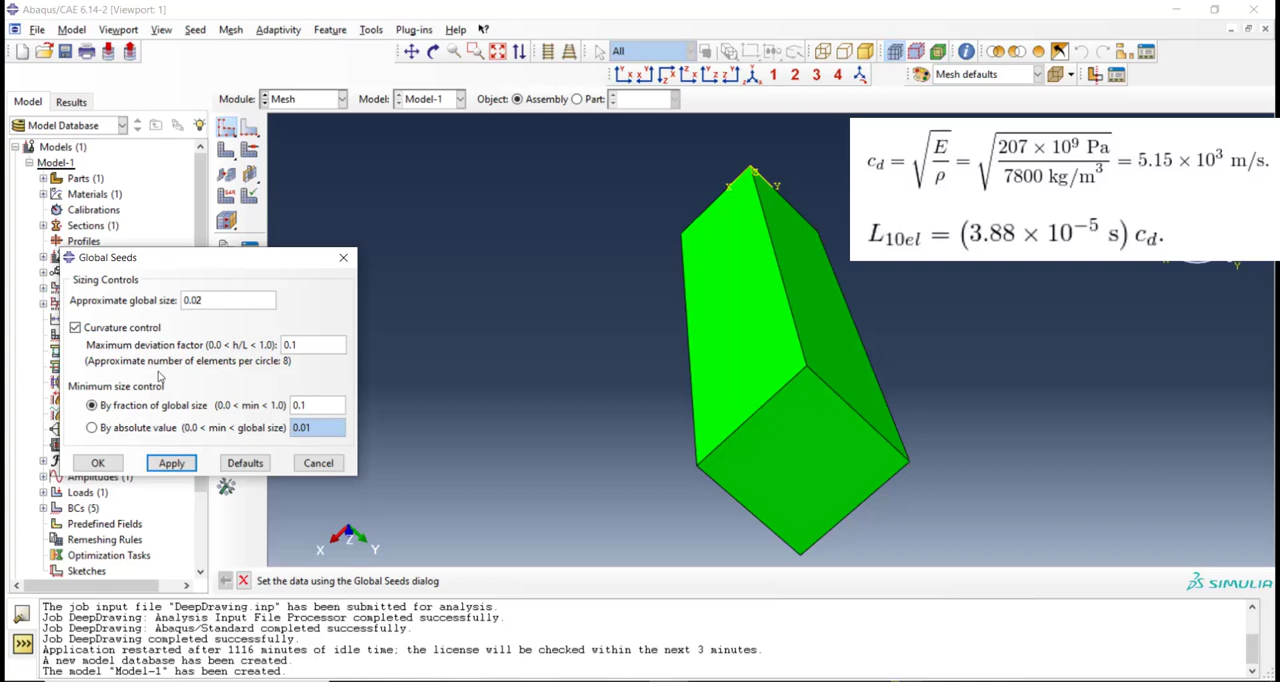 Abaqus/CAE 6.14-2 [Viewport: 1]
File Model Viewport View Seed Mesh Adaptivity Feature Tools Plug-ins Help
All
1 2 3 4 Mesh defaults
Model Results Module: Mesh Model: Model-1 Object: Assembly Part:
Model Database
Models (1)
Model-1
Parts (1)
Materials (1)
Calibrations
Sections (1)
Profiles
Global Seeds
Sizing Controls
Approximate global size: 0.02
Curvature control
Maximum deviation factor (0.0 < h/L < 1.0): 0.1
(Approximate number of elements per circle: 8)
Minimum size control
By fraction of global size (0.0 < min < 1.0) 0.1
By absolute value (0.0 < min < global size) 0.01
OK Apply Defaults Cancel
Amplitudes (1)
Loads (1)
BCs (5)
Predefined Fields
Remeshing Rules
Optimization Tasks
Sketches
c_d = √(E/ρ) = √(207 × 10⁹ Pa / 7800 kg/m³) = 5.15 × 10³ m/s.
L_10el = (3.88 × 10⁻⁵ s) c_d.
X Y
Y
X Z Y
Set the data using the Global Seeds dialog
SIMULIA
The job input file "DeepDrawing.inp" has been submitted for analysis.
Job DeepDrawing: Analysis Input File Processor completed successfully.
Job DeepDrawing: Abaqus/Standard completed successfully.
Job DeepDrawing completed successfully.
Application restarted after 1116 minutes of idle time; the license will be checked within the next 3 minutes.
A new model database has been created.
The model "Model-1" has been created.